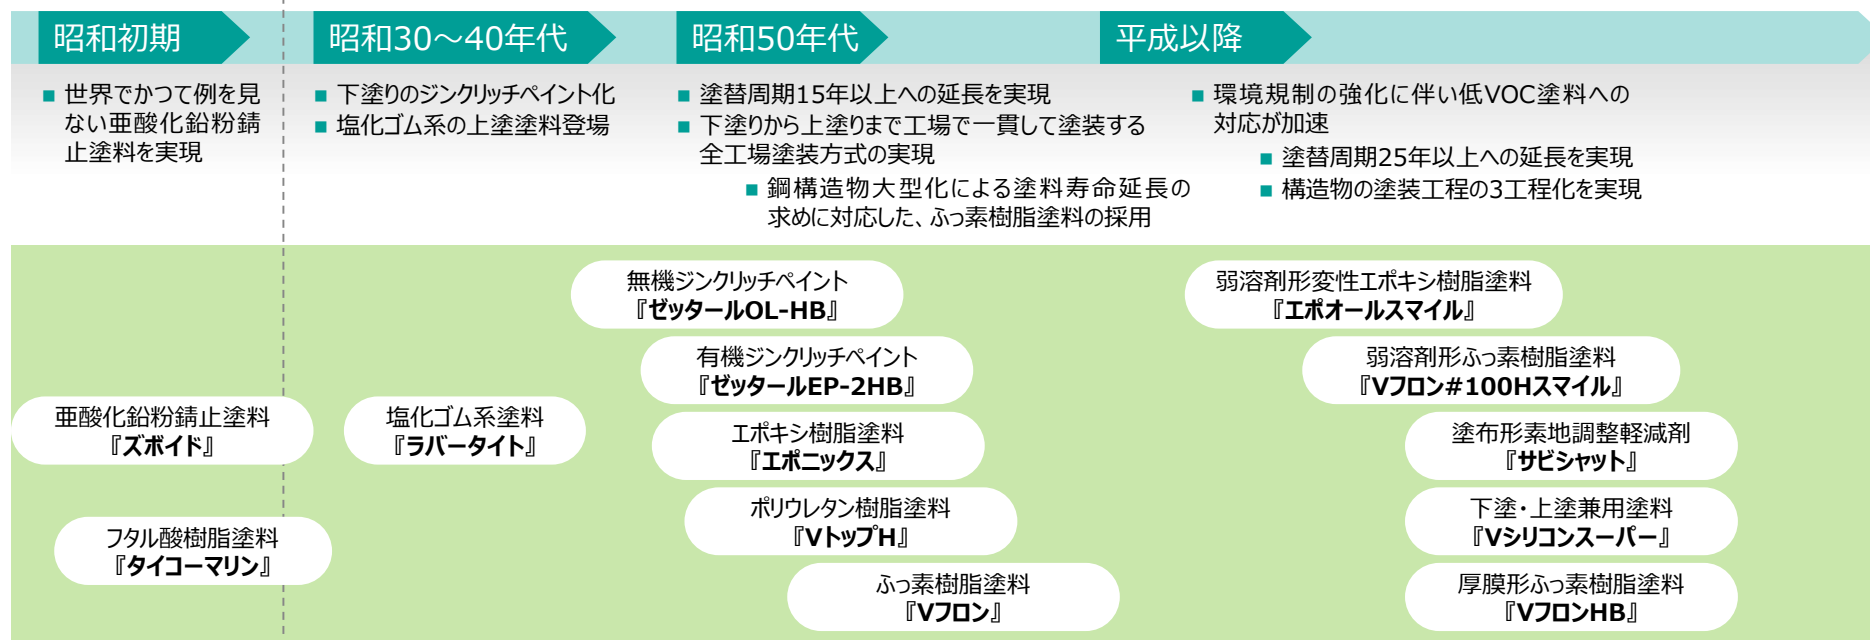 昭和初期
昭和30～40年代
昭和50年代
平成以降
■ 世界でかつて例を見
ない亜酸化鉛粉錆
止塗料を実現
■ 下塗りのジンクリッチペイント化
■ 塩化ゴム系の上塗塗料登場
■ 塗替周期15年以上への延長を実現
■ 下塗りから上塗りまで工場で一貫して塗装する
全工場塗装方式の実現
■ 鋼構造物大型化による塗料寿命延長の
求めに対応した、ふっ素樹脂塗料の採用
■ 環境規制の強化に伴い低VOC塗料への
対応が加速
■ 塗替周期25年以上への延長を実現
■ 構造物の塗装工程の3工程化を実現
亜酸化鉛粉錆止塗料
『ズボイド』
フタル酸樹脂塗料
『タイコーマリン』
塩化ゴム系塗料
『ラバータイト』
無機ジンクリッチペイント
『ゼッタールOL-HB』
有機ジンクリッチペイント
『ゼッタールEP-2HB』
エポキシ樹脂塗料
『エポニックス』
ポリウレタン樹脂塗料
『VトップH』
ふっ素樹脂塗料
『Vフロン』
弱溶剤形変性エポキシ樹脂塗料
『エポオールスマイル』
弱溶剤形ふっ素樹脂塗料
『Vフロン#100Hスマイル』
塗布形素地調整軽減剤
『サビシャット』
下塗・上塗兼用塗料
『Vシリコンスーパー』
厚膜形ふっ素樹脂塗料
『VフロンHB』